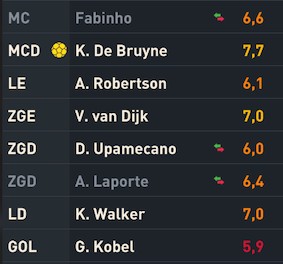 MC Fabinho 6,6
MCD K. De Bruyne 7,7
LE A. Robertson 6,1
ZGE V. van Dijk 7,0
ZGD D. Upamecano 6,0
ZGD A. Laporte 6,4
LD K. Walker 7,0
GOL G. Kobel 5,9